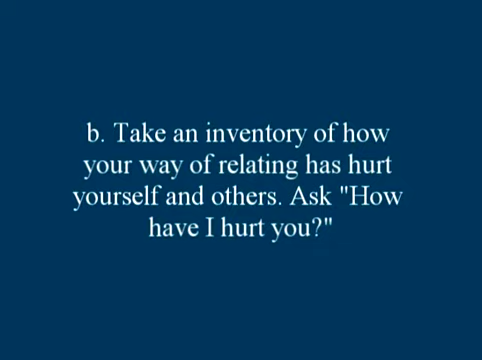 b. Take an inventory of how
your way of relating has hurt
yourself and others. Ask "How
have I hurt you?"